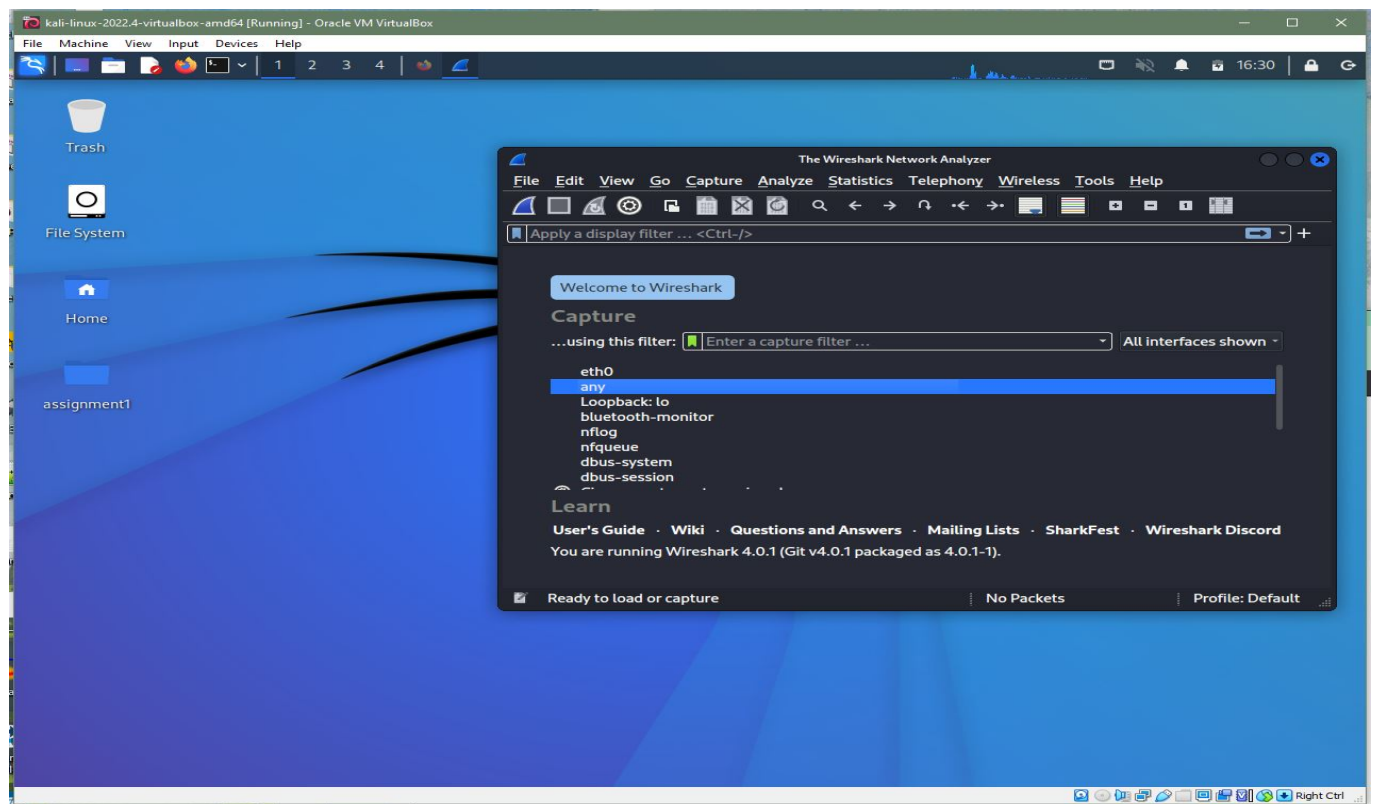 kali-linux-2022.4-virtualbox-amd64 [Running] - Oracle VM VirtualBox
File Machine View Input Devices Help
1 2 3 4 16:30
Trash
File System
Home
assignment1
The Wireshark Network Analyzer
File Edit View Go Capture Analyze Statistics Telephony Wireless Tools Help
Apply a display filter ... <Ctrl-/>
Welcome to Wireshark
Capture
...using this filter: Enter a capture filter ... All interfaces shown
eth0
any
Loopback: lo
bluetooth-monitor
nflog
nfqueue
dbus-system
dbus-session
Learn
User's Guide · Wiki · Questions and Answers · Mailing Lists · SharkFest · Wireshark Discord
You are running Wireshark 4.0.1 (Git v4.0.1 packaged as 4.0.1-1).
Ready to load or capture No Packets Profile: Default
Right Ctrl